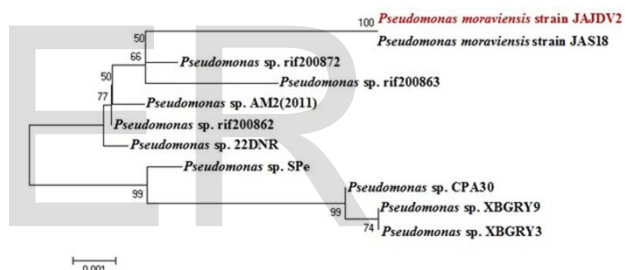 100 Pseudomonas moraviensis strain JAJDV2
50
Pseudomonas moraviensis strain JAS18
66
Pseudomonas sp. rif200872
50
Pseudomonas sp. rif200863
77
Pseudomonas sp. AM2(2011)
Pseudomonas sp. rif200862
Pseudomonas sp. 22DNR
Pseudomonas sp. SPe
99
Pseudomonas sp. CPA30
99
Pseudomonas sp. XBGRY9
74
Pseudomonas sp. XBGRY3
0.001
ER